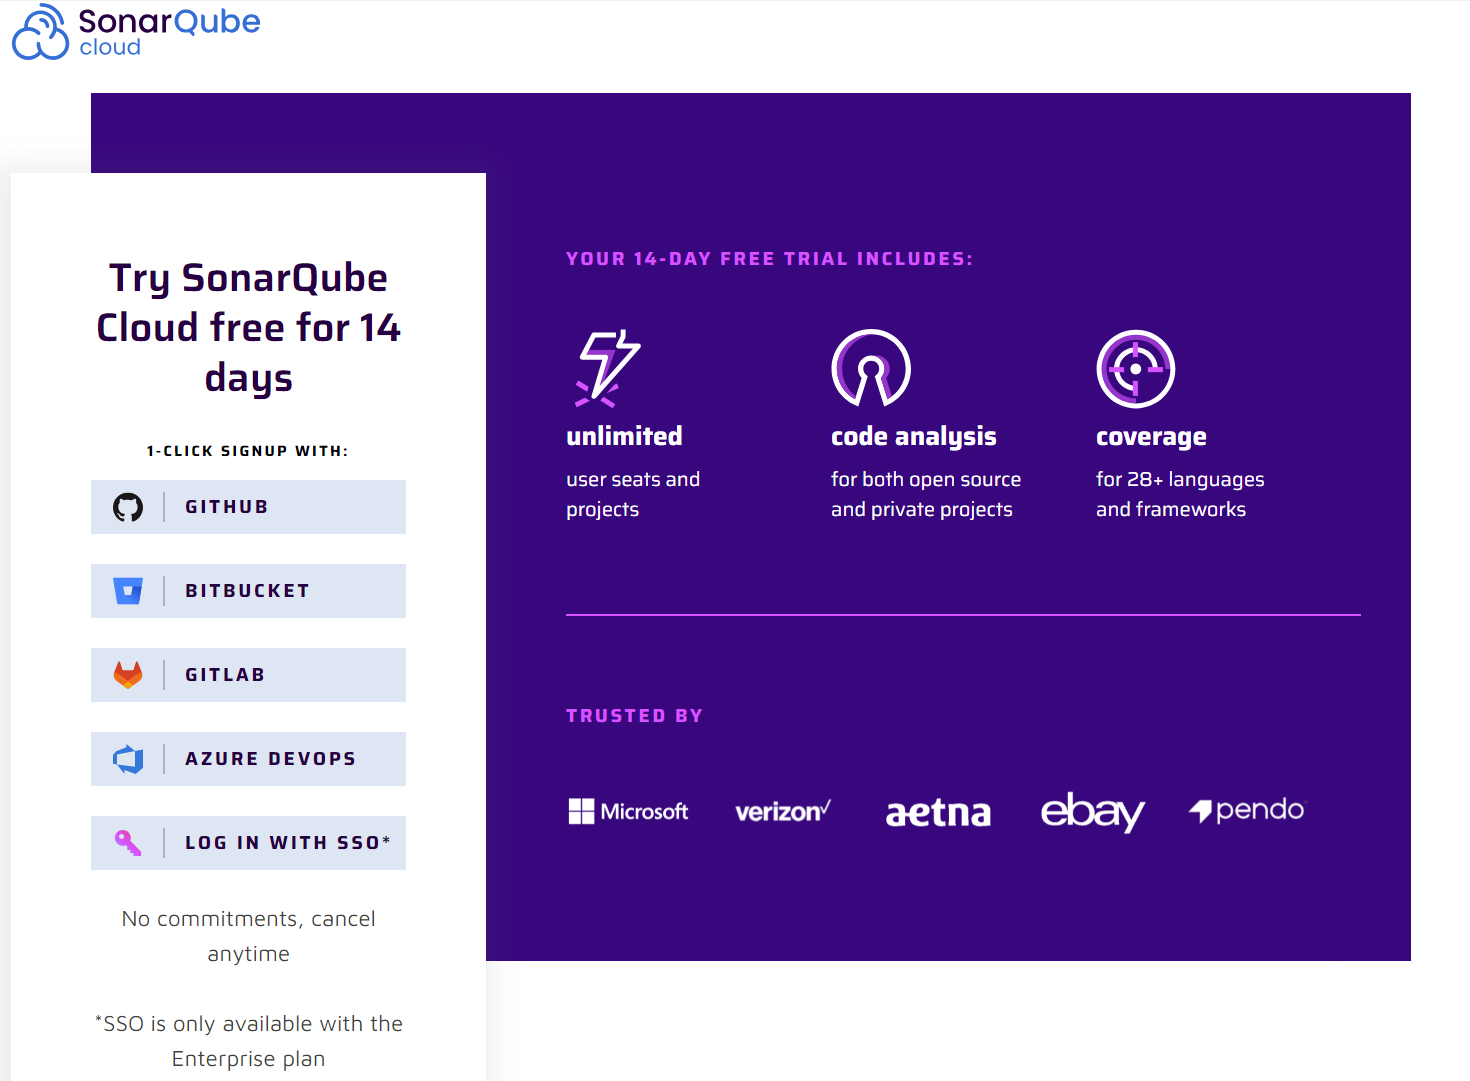 SonarQube
cloud
Try SonarQube
Cloud free for 14
days
1-CLICK SIGNUP WITH:
GITHUB
BITBUCKET
GITLAB
AZURE DEVOPS
LOG IN WITH SSO*
No commitments, cancel
anytime
*SSO is only available with the
Enterprise plan
YOUR 14-DAY FREE TRIAL INCLUDES:
unlimited
user seats and
projects
code analysis
for both open source
and private projects
coverage
for 28+ languages
and frameworks
TRUSTED BY
Microsoft
verizon✓
aetna
ebay
pendo